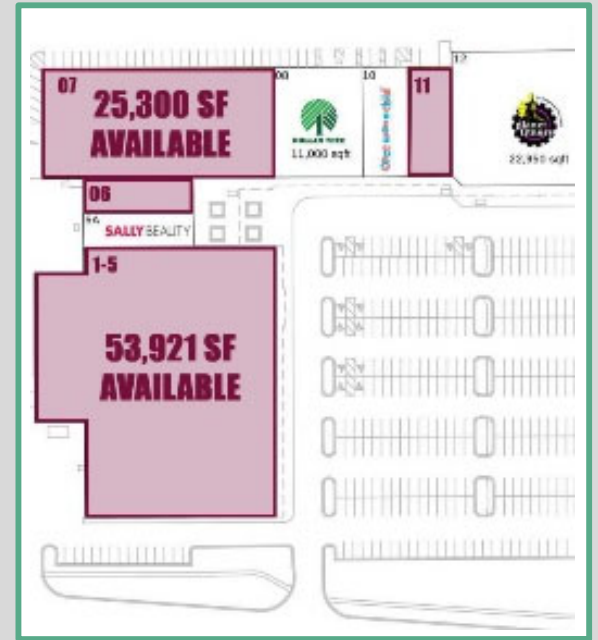 07
25,300 SF
AVAILABLE
10
11
12
DOLLAR TREE
11,000 sqft
22,950 sqft
06
SALLY BEAUTY
1-5
53,921 SF
AVAILABLE